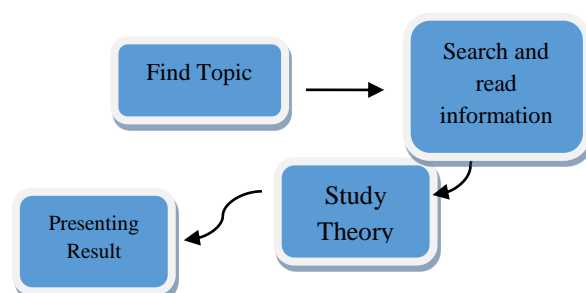 Find Topic
Search and
read
information
Study
Theory
Presenting
Result